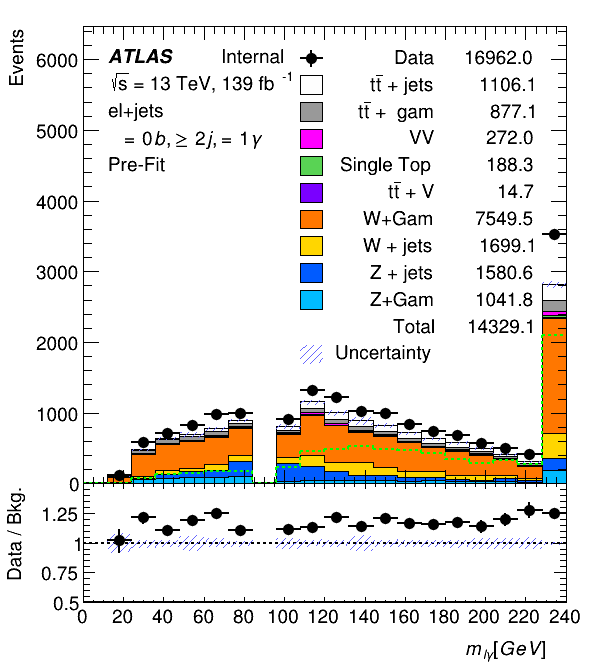 Events
6000
5000
4000
3000
2000
1000
0
ATLAS Internal
√s = 13 TeV, 139 fb⁻¹
el+jets
= 0b, ≥ 2j, = 1γ
Pre-Fit
Data 16962.0
tt̄ + jets 1106.1
tt̄ + gam 877.1
VV 272.0
Single Top 188.3
tt̄ + V 14.7
W+Gam 7549.5
W + jets 1699.1
Z + jets 1580.6
Z+Gam 1041.8
Total 14329.1
Uncertainty
Data / Bkg.
1.25
1
0.75
0.5
0 20 40 60 80 100 120 140 160 180 200 220 240
m_lγ[GeV]